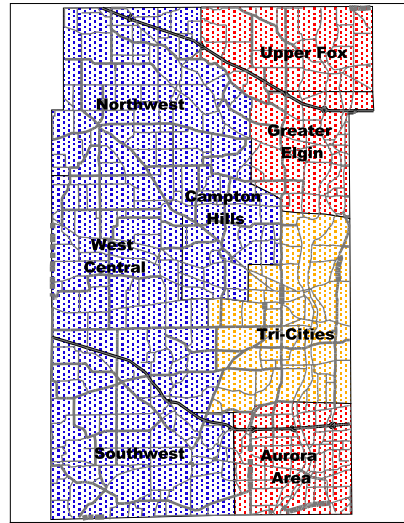 Upper Fox
Northwest
Greater
Elgin
Campton
Hills
West
Central
Tri-Cities
Southwest
Aurora
Area